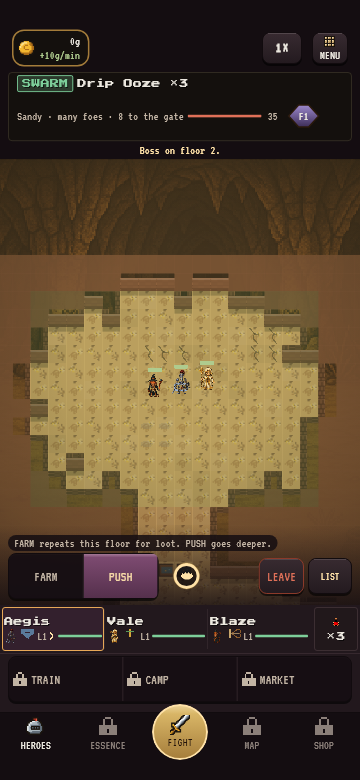 0g
+10g/min
1X
MENU
SWARM Drip Ooze ×3
Sandy · many foes · 8 to the gate 35 F1
Boss on floor 2.
FARM repeats this floor for loot. PUSH goes deeper.
FARM PUSH LEAVE LIST
Aegis Vale Blaze
L1 L1 L1 ×3
TRAIN CAMP MARKET
HEROES ESSENCE FIGHT MAP SHOP